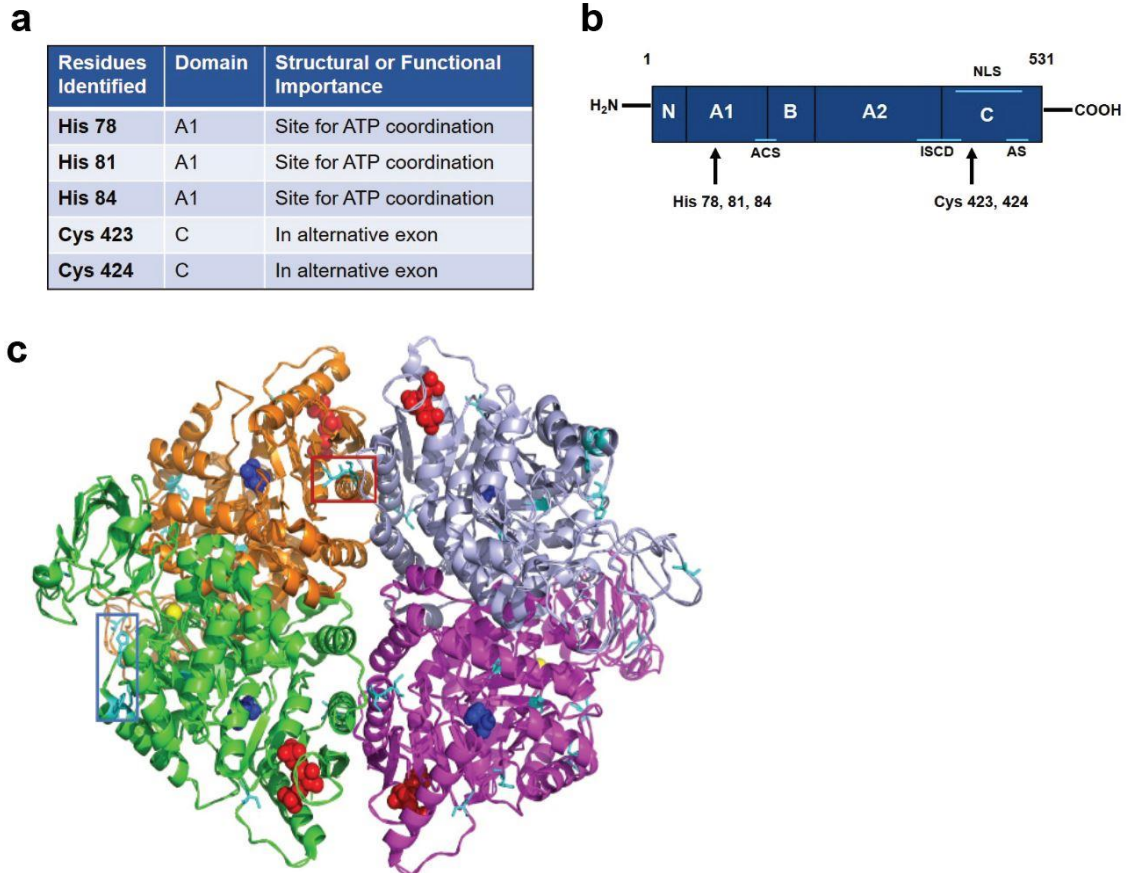 a
Residues Identified Domain Structural or Functional Importance
His 78 A1 Site for ATP coordination
His 81 A1 Site for ATP coordination
His 84 A1 Site for ATP coordination
Cys 423 C In alternative exon
Cys 424 C In alternative exon
b
1 531
NLS
H₂N N A1 B A2 C COOH
ACS ISCD AS
His 78, 81, 84 Cys 423, 424
c